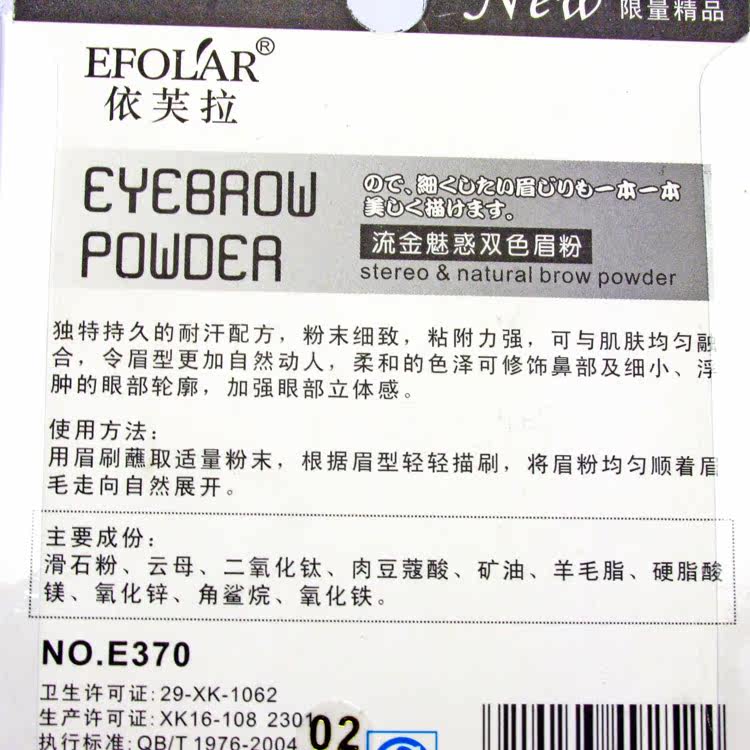 New 限量精品
EFOLAR®
依芙拉
EYEBROW
POWDER
ので、細くしたい眉じりも一本一本
美しく描けます。
流金魅惑双色眉粉
stereo & natural brow powder
独特持久的耐汗配方，粉末细致，粘附力强，可与肌肤均匀融
合，令眉型更加自然动人，柔和的色泽可修饰鼻部及细小、浮
肿的眼部轮廓，加强眼部立体感。
使用方法：
用眉刷蘸取适量粉末，根据眉型轻轻描刷，将眉粉均匀顺着眉
毛走向自然展开。
主要成份：
滑石粉、云母、二氧化钛、肉豆蔻酸、矿油、羊毛脂、硬脂酸
镁、氧化锌、角鲨烷、氧化铁。
NO.E370
卫生许可证：29-XK-1062
生产许可证：XK16-108 2301
02
执行标准：QB/T 1976-2004